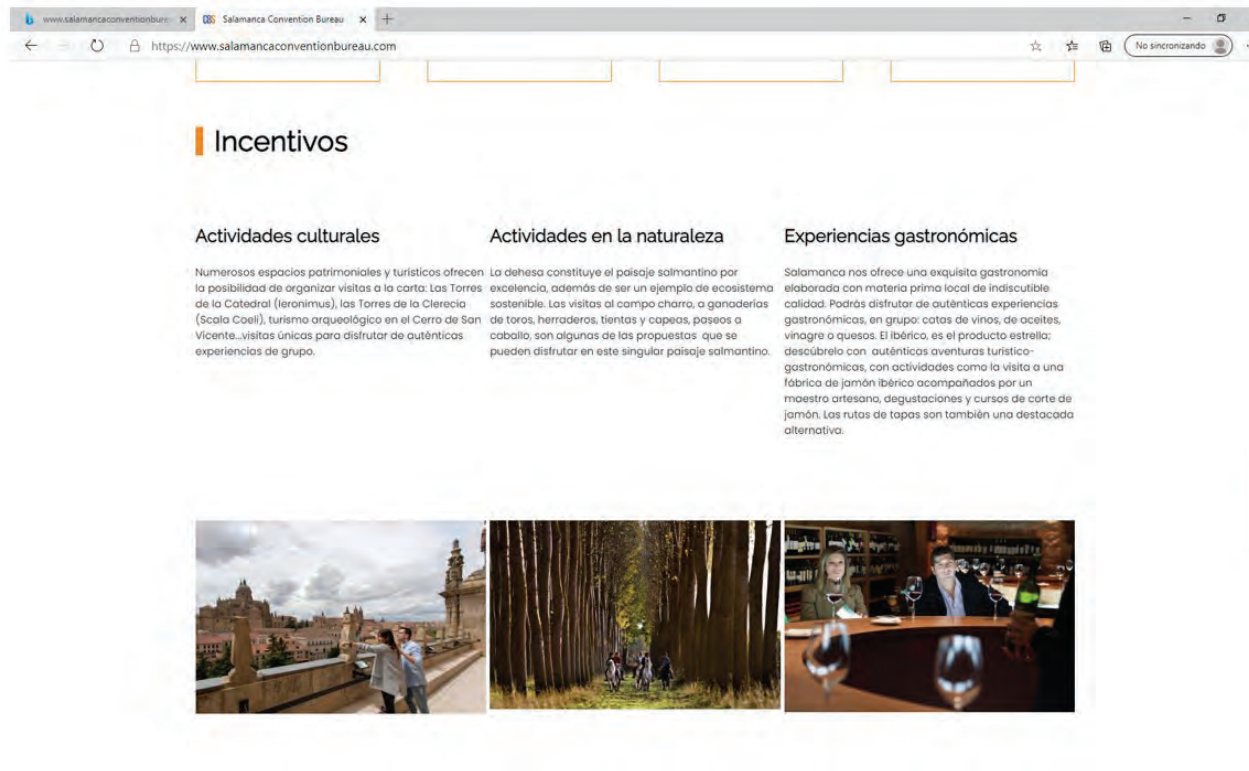 www.salamancaconventionbure
CBS Salamanca Convention Bureau
https://www.salamancaconventionbureau.com
No sincronizando
Incentivos
Actividades culturales
Numerosos espacios patrimoniales y turísticos ofrecen
la posibilidad de organizar visitas a la carta: Las Torres
de la Catedral (Ieronimus), las Torres de la Clerecía
(Scala Coeli), turismo arqueológico en el Cerro de San
Vicente...visitas únicas para disfrutar de auténticas
experiencias de grupo.
Actividades en la naturaleza
La dehesa constituye el paisaje salmantino por
excelencia, además de ser un ejemplo de ecosistema
sostenible. Las visitas al campo charro, a ganaderías
de toros, herraderos, tientas y capeas, paseos a
caballo, son algunas de las propuestas que se
pueden disfrutar en este singular paisaje salmantino.
Experiencias gastronómicas
Salamanca nos ofrece una exquisita gastronomía
elaborada con materia prima local de indiscutible
calidad. Podrás disfrutar de auténticas experiencias
gastronómicas, en grupo: catas de vinos, de aceites,
vinagre o quesos. El ibérico, es el producto estrella;
descúbrelo con auténticas aventuras turístico-
gastronómicas, con actividades como la visita a una
fábrica de jamón ibérico acompañados por un
maestro artesano, degustaciones y cursos de corte de
jamón. Las rutas de tapas son también una destacada
alternativa.